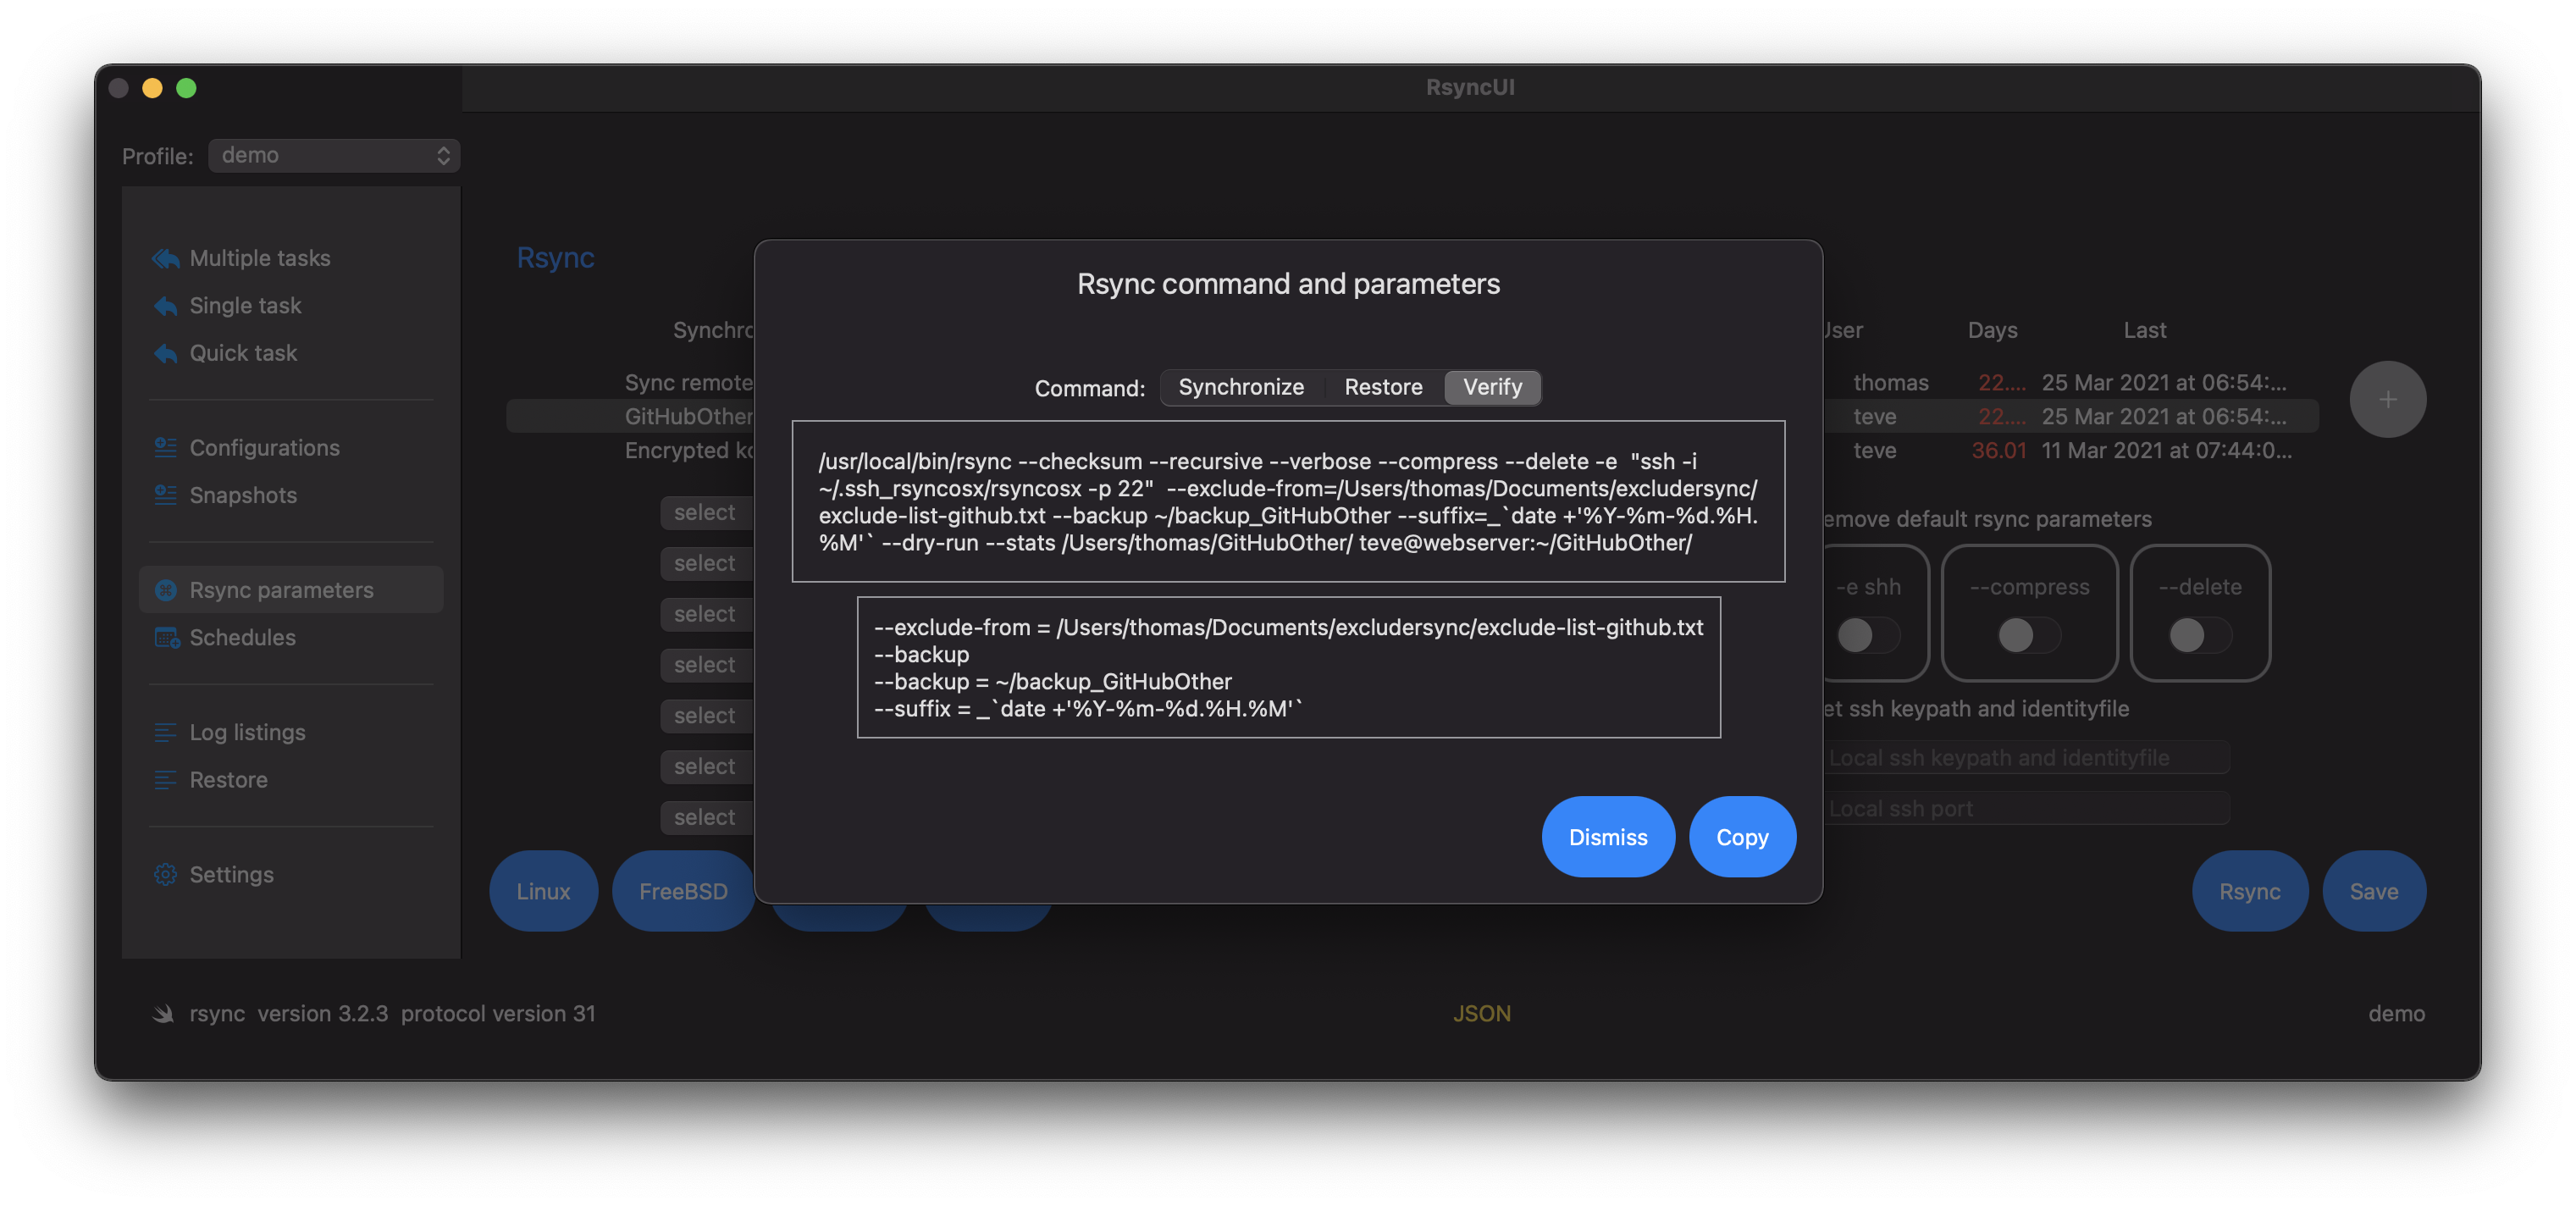 RsyncUI
Profile: demo
Multiple tasks
Single task
Quick task
Configurations
Snapshots
Rsync parameters
Schedules
Log listings
Restore
Settings
Rsync
Synchro
Sync remote
GitHubOther
Encrypted
select
select
select
select
select
select
select
Linux
FreeBSD
Rsync command and parameters
Command: Synchronize Restore Verify
/usr/local/bin/rsync --checksum --recursive --verbose --compress --delete -e  "ssh -i
~/.ssh_rsyncosx/rsyncosx -p 22"  --exclude-from=/Users/thomas/Documents/excludersync/
exclude-list-github.txt --backup ~/backup_GitHubOther --suffix=_`date +'%Y-%m-%d.%H.
%M'` --dry-run --stats /Users/thomas/GitHubOther/ teve@webserver:~/GitHubOther/
--exclude-from = /Users/thomas/Documents/excludersync/exclude-list-github.txt
--backup
--backup = ~/backup_GitHubOther
--suffix = _`date +'%Y-%m-%d.%H.%M'`
Dismiss Copy
User Days Last
thomas 22.... 25 Mar 2021 at 06:54:...
teve 22.... 25 Mar 2021 at 06:54:...
teve 36.01 11 Mar 2021 at 07:44:0...
+
emove default rsync parameters
-e shh --compress --delete
et ssh keypath and identityfile
Local ssh keypath and identityfile
Local ssh port
Rsync Save
rsync  version 3.2.3  protocol version 31
JSON
demo